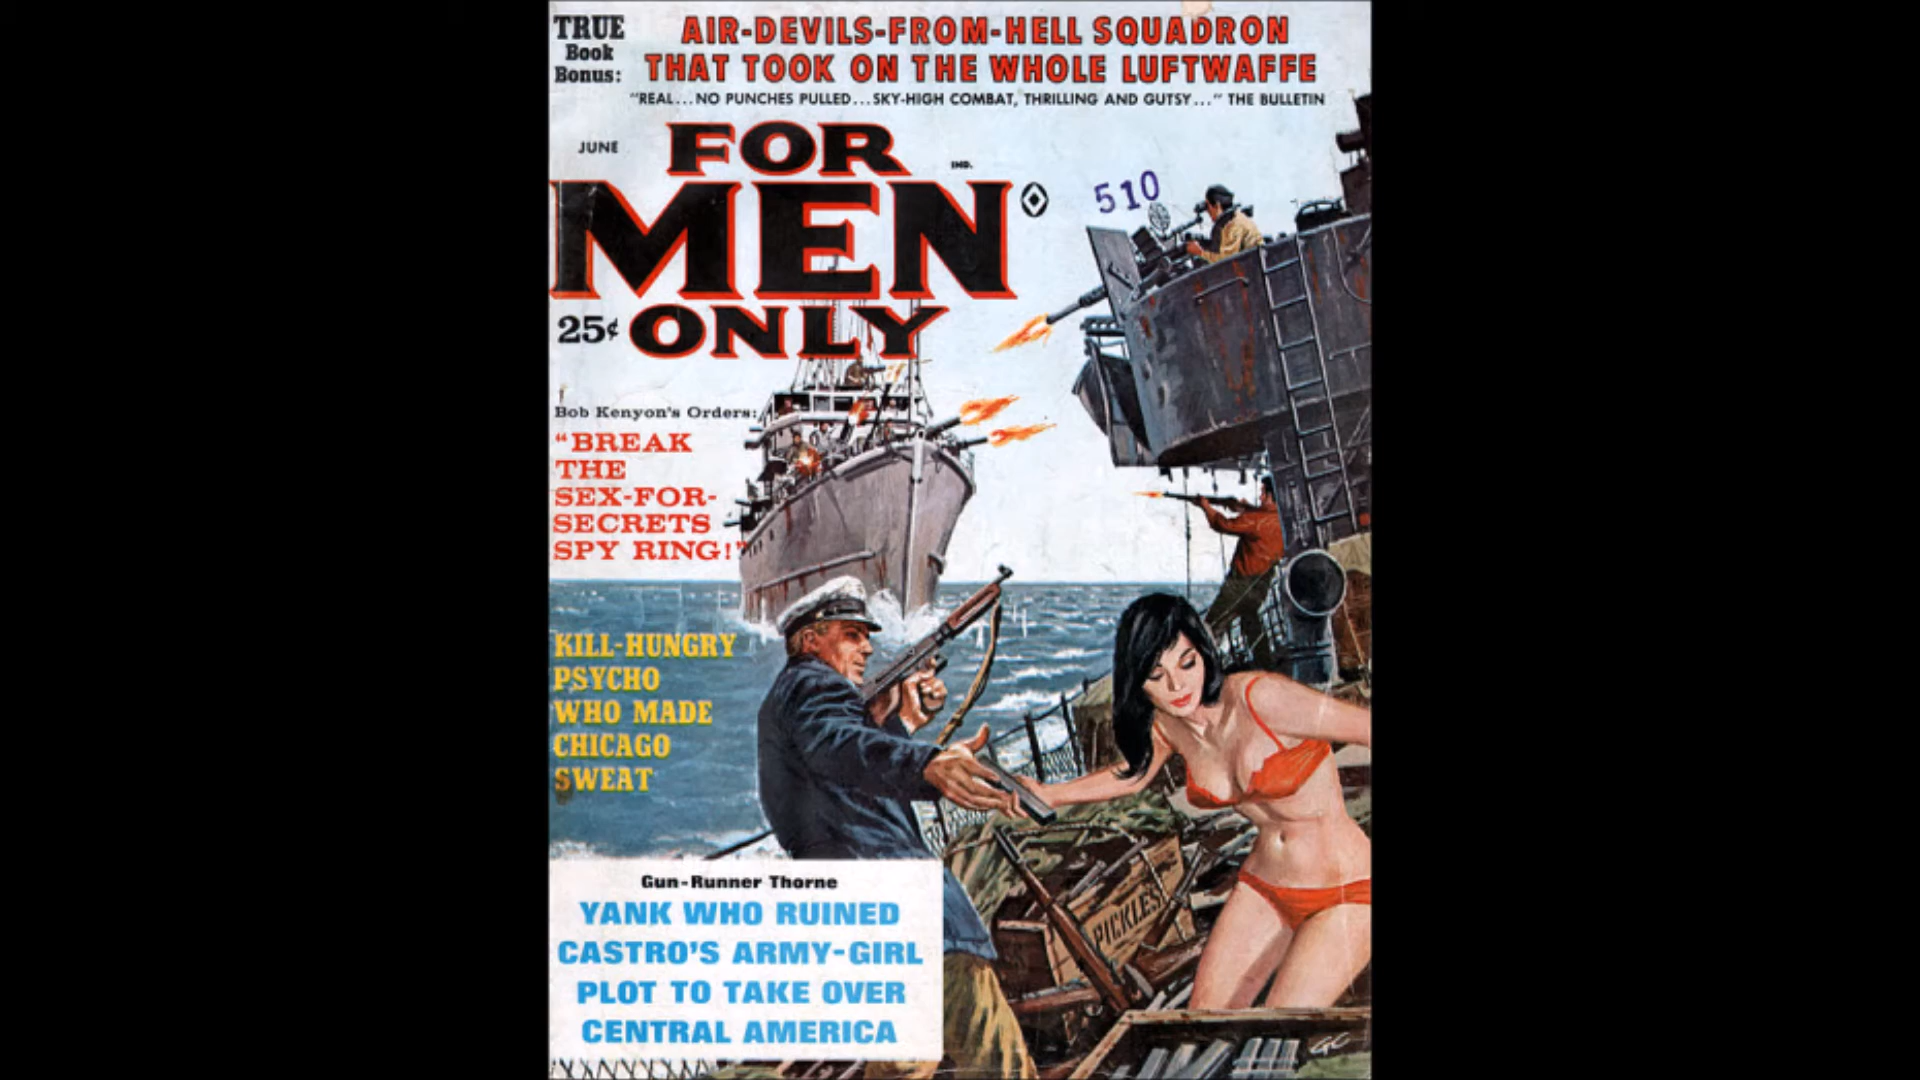 TRUE
Book
Bonus:
AIR-DEVILS-FROM-HELL SQUADRON
THAT TOOK ON THE WHOLE LUFTWAFFE
"REAL...NO PUNCHES PULLED...SKY-HIGH COMBAT, THRILLING AND GUTSY..." THE BULLETIN
JUNE
FOR
IND.
MEN
510
25¢ ONLY
Bob Kenyon's Orders:
"BREAK
THE
SEX-FOR-
SECRETS
SPY RING!"
KILL-HUNGRY
PSYCHO
WHO MADE
CHICAGO
SWEAT
Gun-Runner Thorne
YANK WHO RUINED
CASTRO'S ARMY-GIRL
PLOT TO TAKE OVER
CENTRAL AMERICA
PICKLES
GC